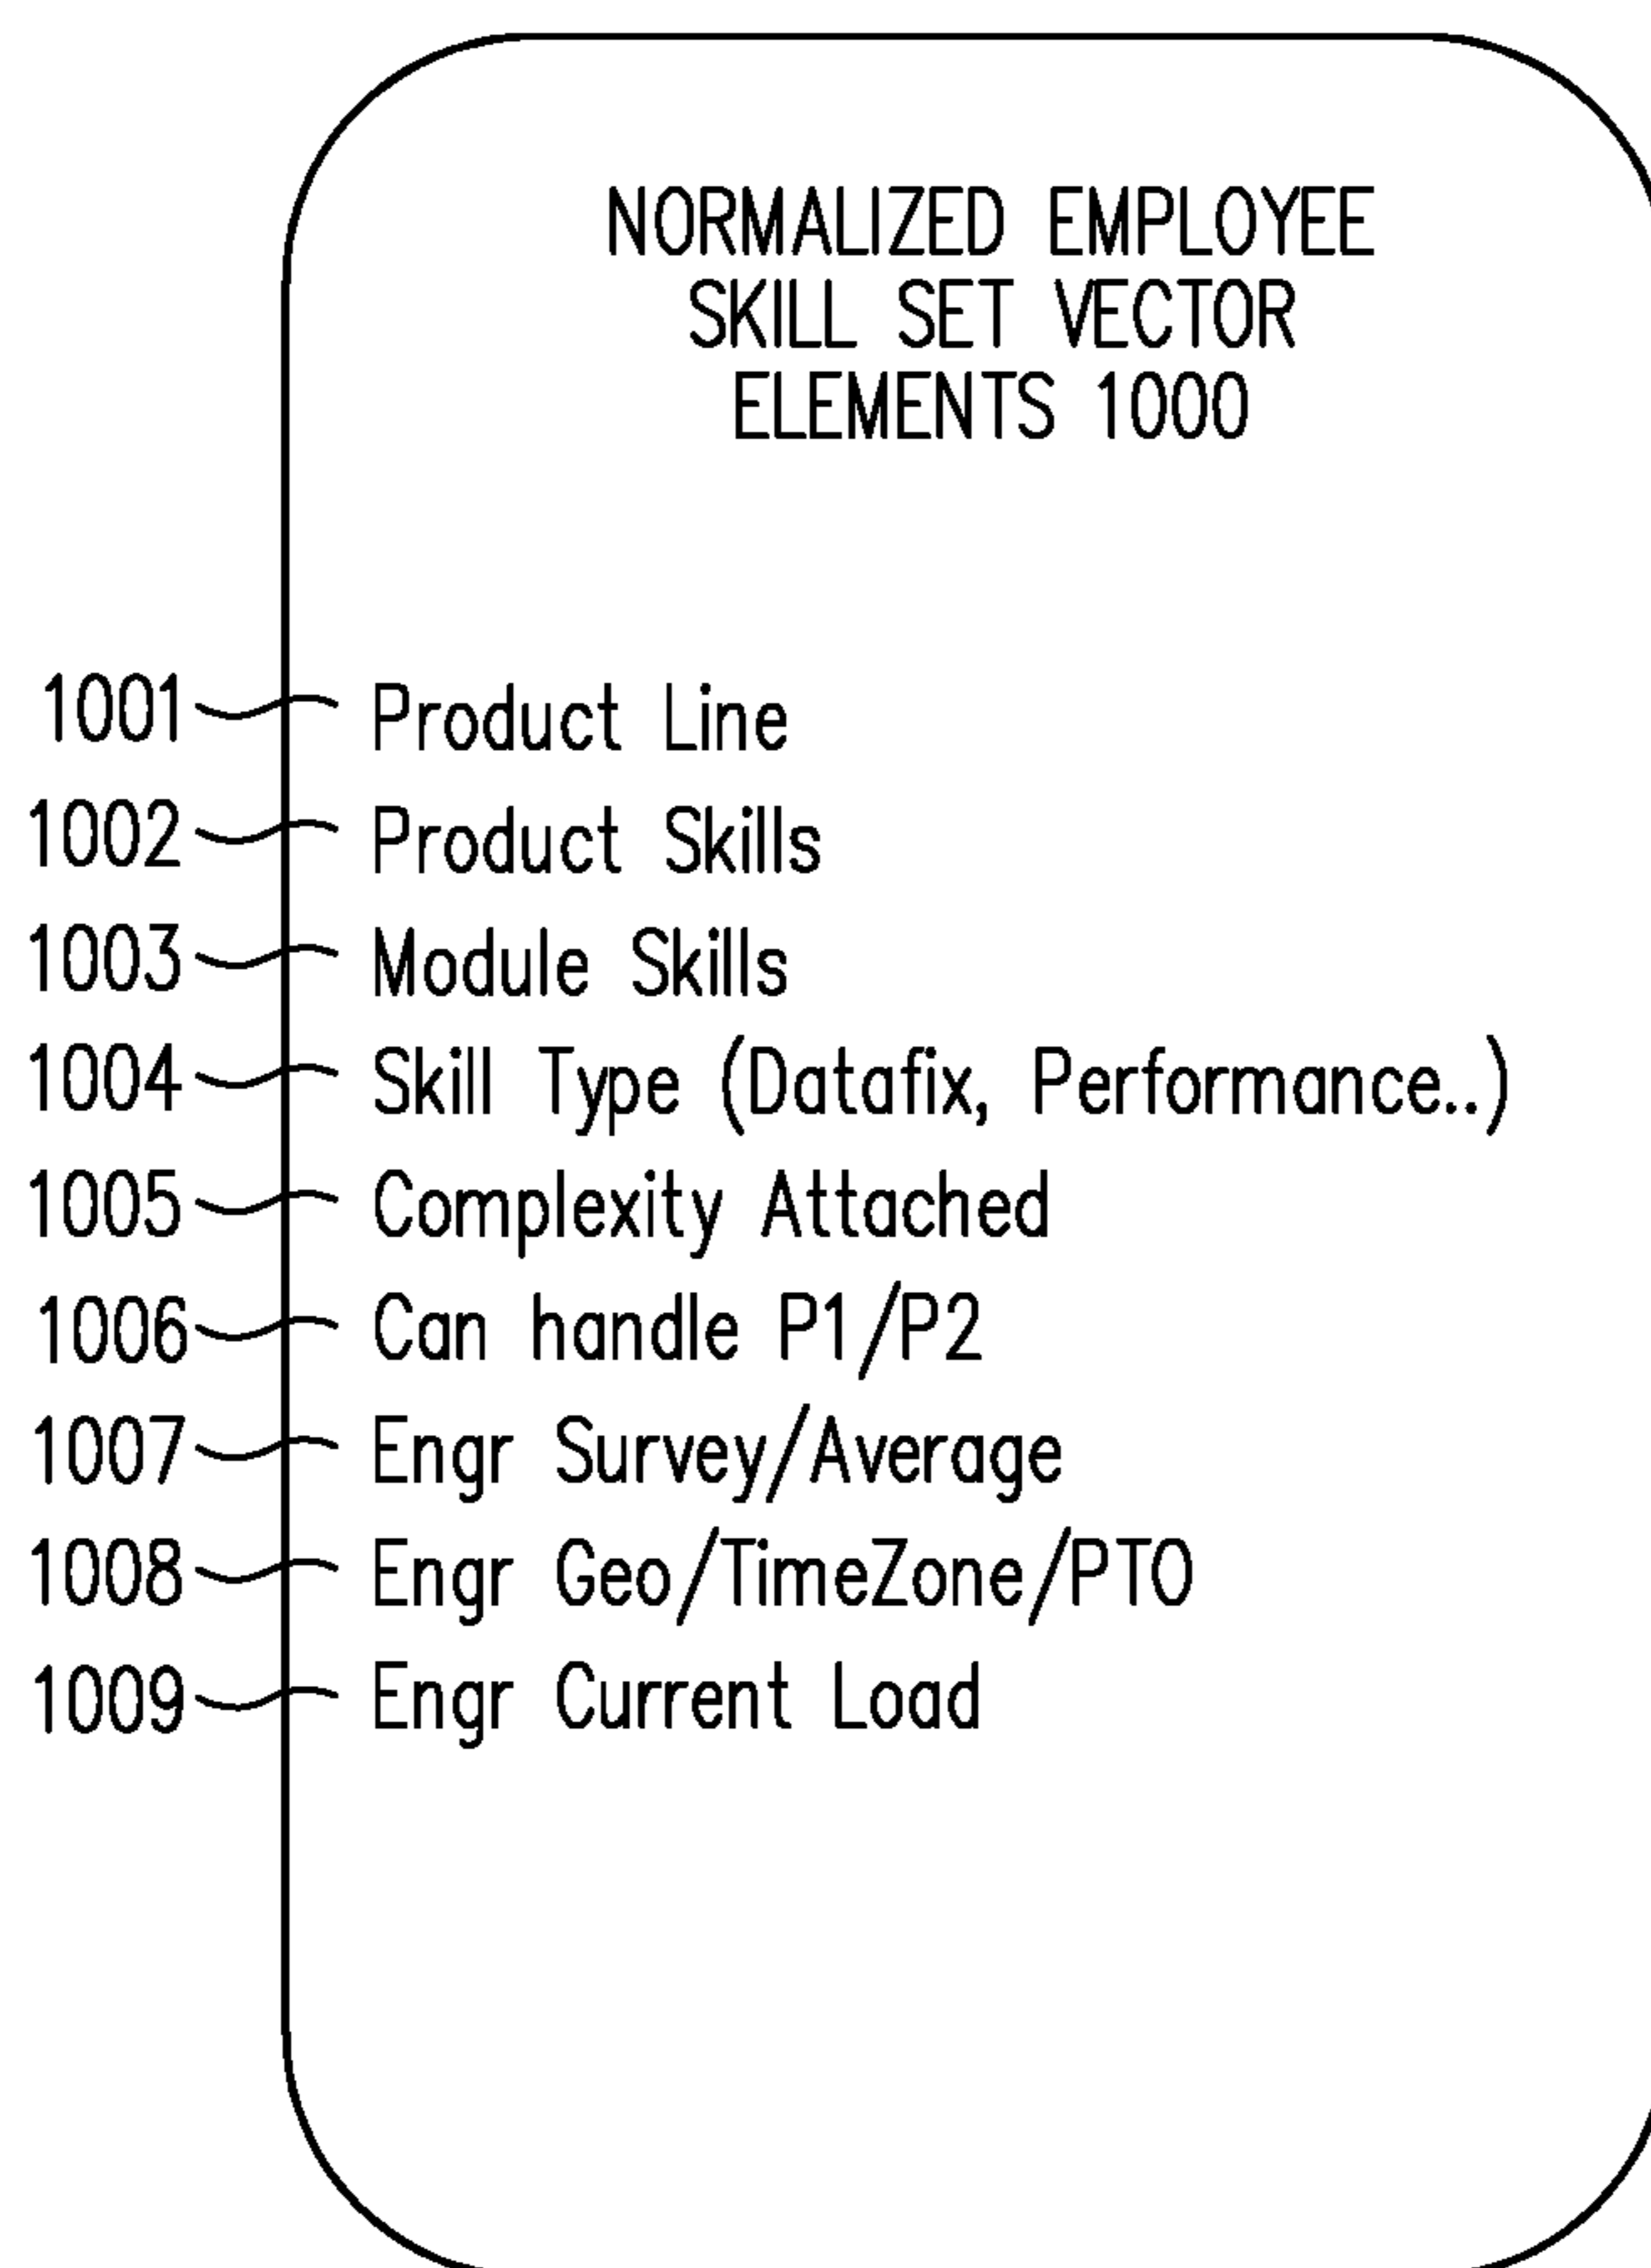 NORMALIZED EMPLOYEE
SKILL SET VECTOR
ELEMENTS 1000
1001 Product Line
1002 Product Skills
1003 Module Skills
1004 Skill Type (Datafix, Performance..)
1005 Complexity Attached
1006 Can handle P1/P2
1007 Engr Survey/Average
1008 Engr Geo/TimeZone/PTO
1009 Engr Current Load